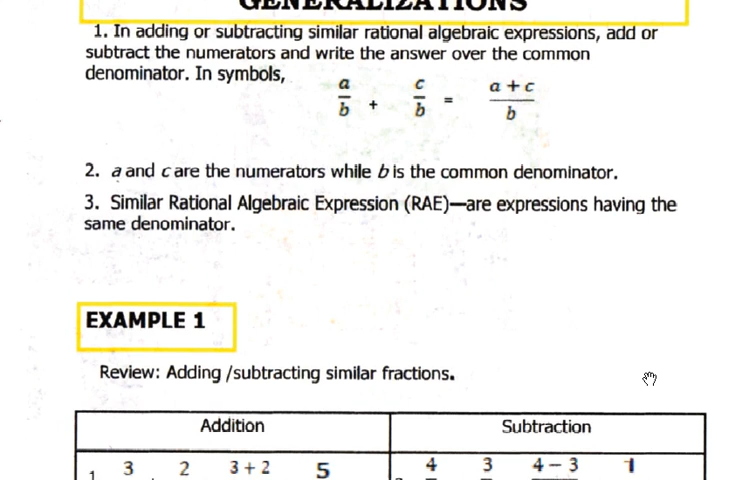 GENERALIZATIONS
1. In adding or subtracting similar rational algebraic expressions, add or
subtract the numerators and write the answer over the common
denominator. In symbols,
a/b + c/b = a + c/b
2. a and c are the numerators while b is the common denominator.
3. Similar Rational Algebraic Expression (RAE)—are expressions having the
same denominator.
EXAMPLE 1
Review: Adding /subtracting similar fractions.
Addition Subtraction
3 2 3 + 2 5 4 3 4 – 3 1